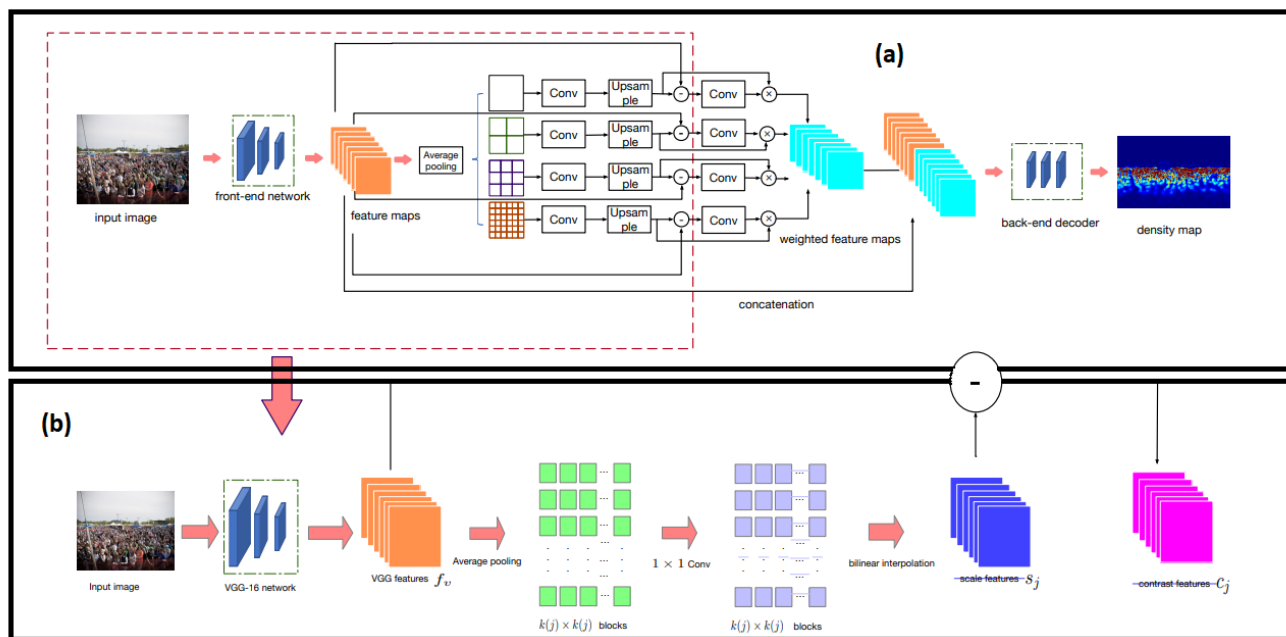 (a)
Conv
Upsam
ple
-
Conv
×
Conv
Upsam
ple
-
Conv
×
Average
pooling
Conv
Upsam
ple
-
Conv
×
Conv
Upsam
ple
-
Conv
×
input image
front-end network
feature maps
weighted feature maps
back-end decoder
density map
concatenation
-
(b)
Input image
VGG-16 network
VGG features f_v
Average pooling
... 
...
...
...
k(j) × k(j) blocks
1 × 1 Conv
...
...
...
...
k(j) × k(j) blocks
bilinear interpolation
scale features s_j
contrast features c_j